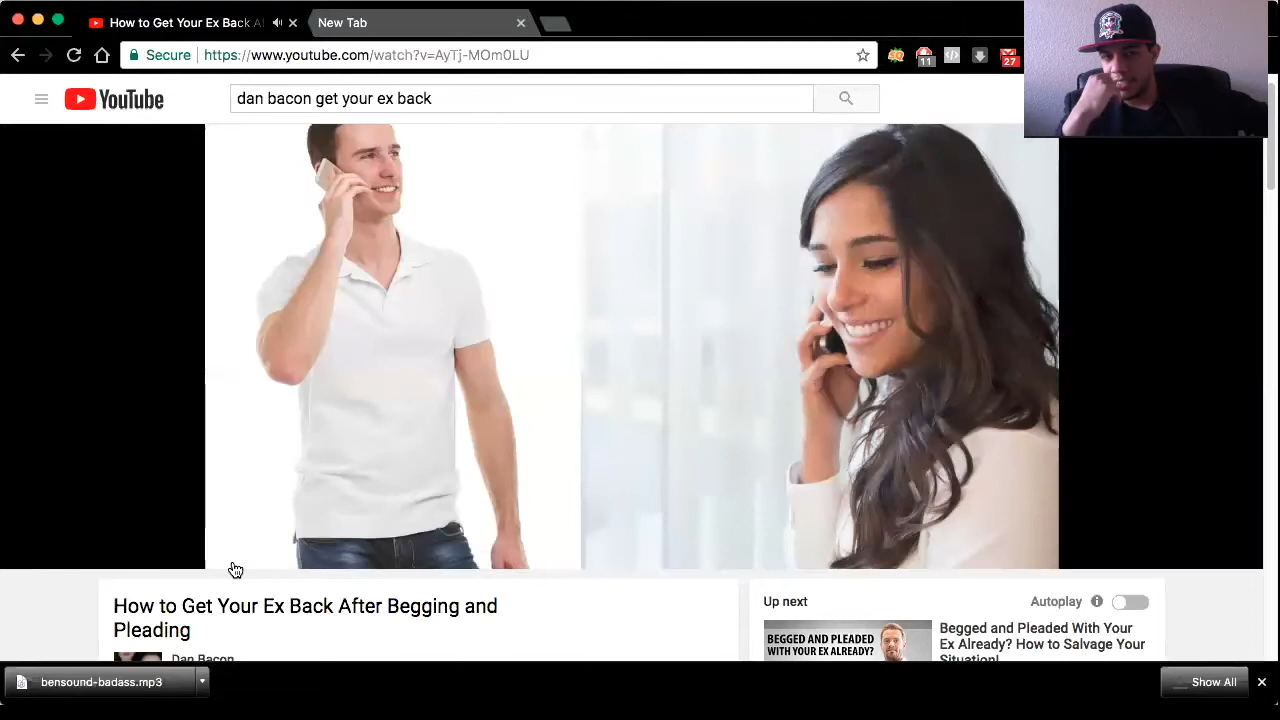 How to Get Your Ex Back A
New Tab
Secure
https://www.youtube.com/watch?v=AyTj-MOm0LU
11
27
YouTube
dan bacon get your ex back
How to Get Your Ex Back After Begging and
Pleading
Dan Bacon
Up next
Autoplay
BEGGED AND PLEADED
WITH YOUR EX ALREADY?
Begged and Pleaded With Your
Ex Already? How to Salvage Your
Situation!
bensound-badass.mp3
Show All